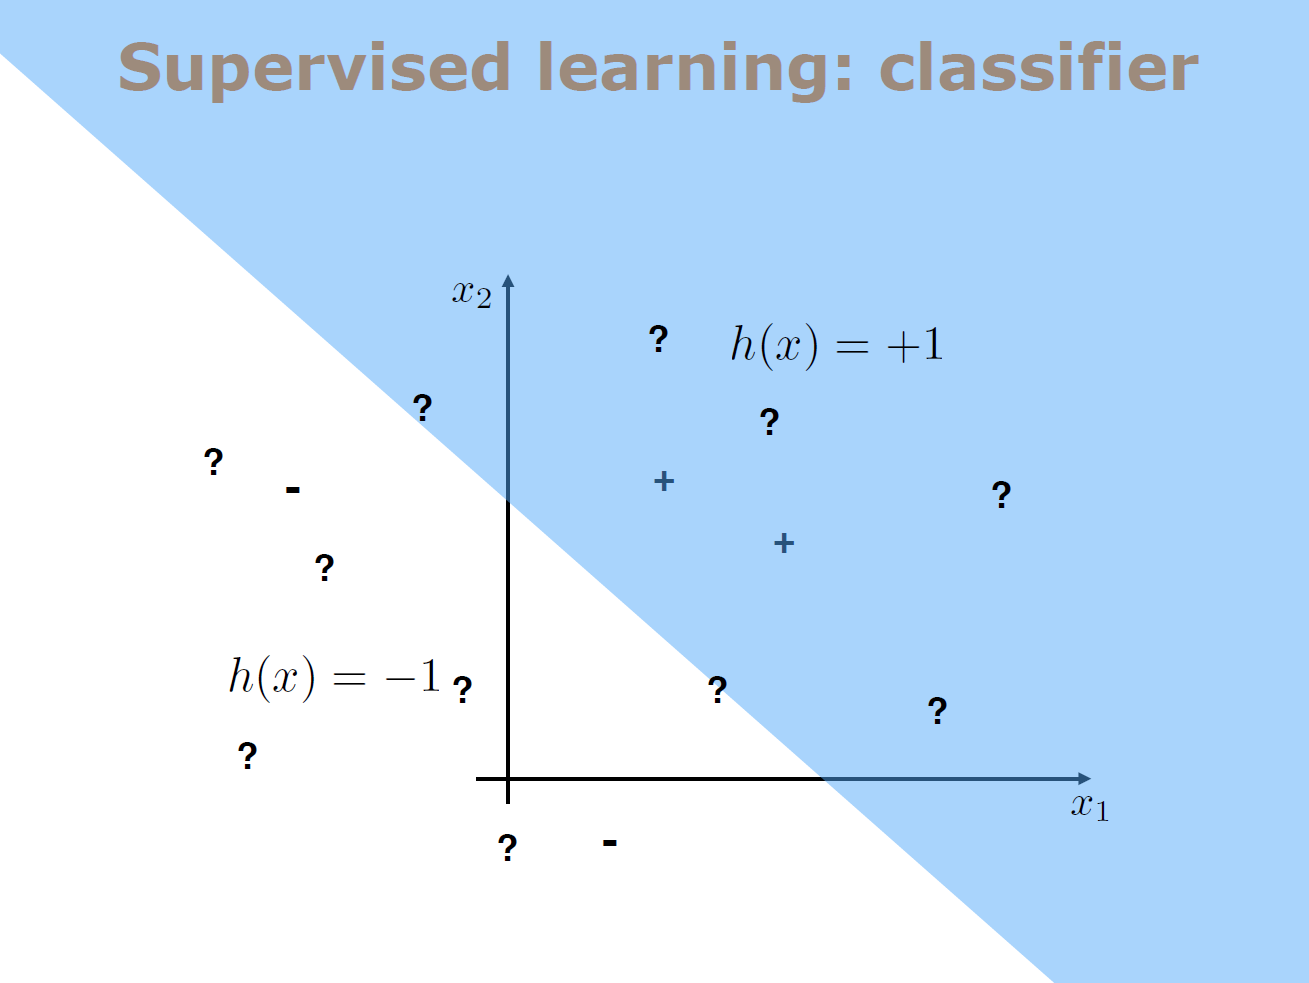 Supervised learning: classifier
x₂
? h(x) = +1
?
?
? -
+
?
+
?
h(x) = −1 ?
?
?
?
x₁
? -